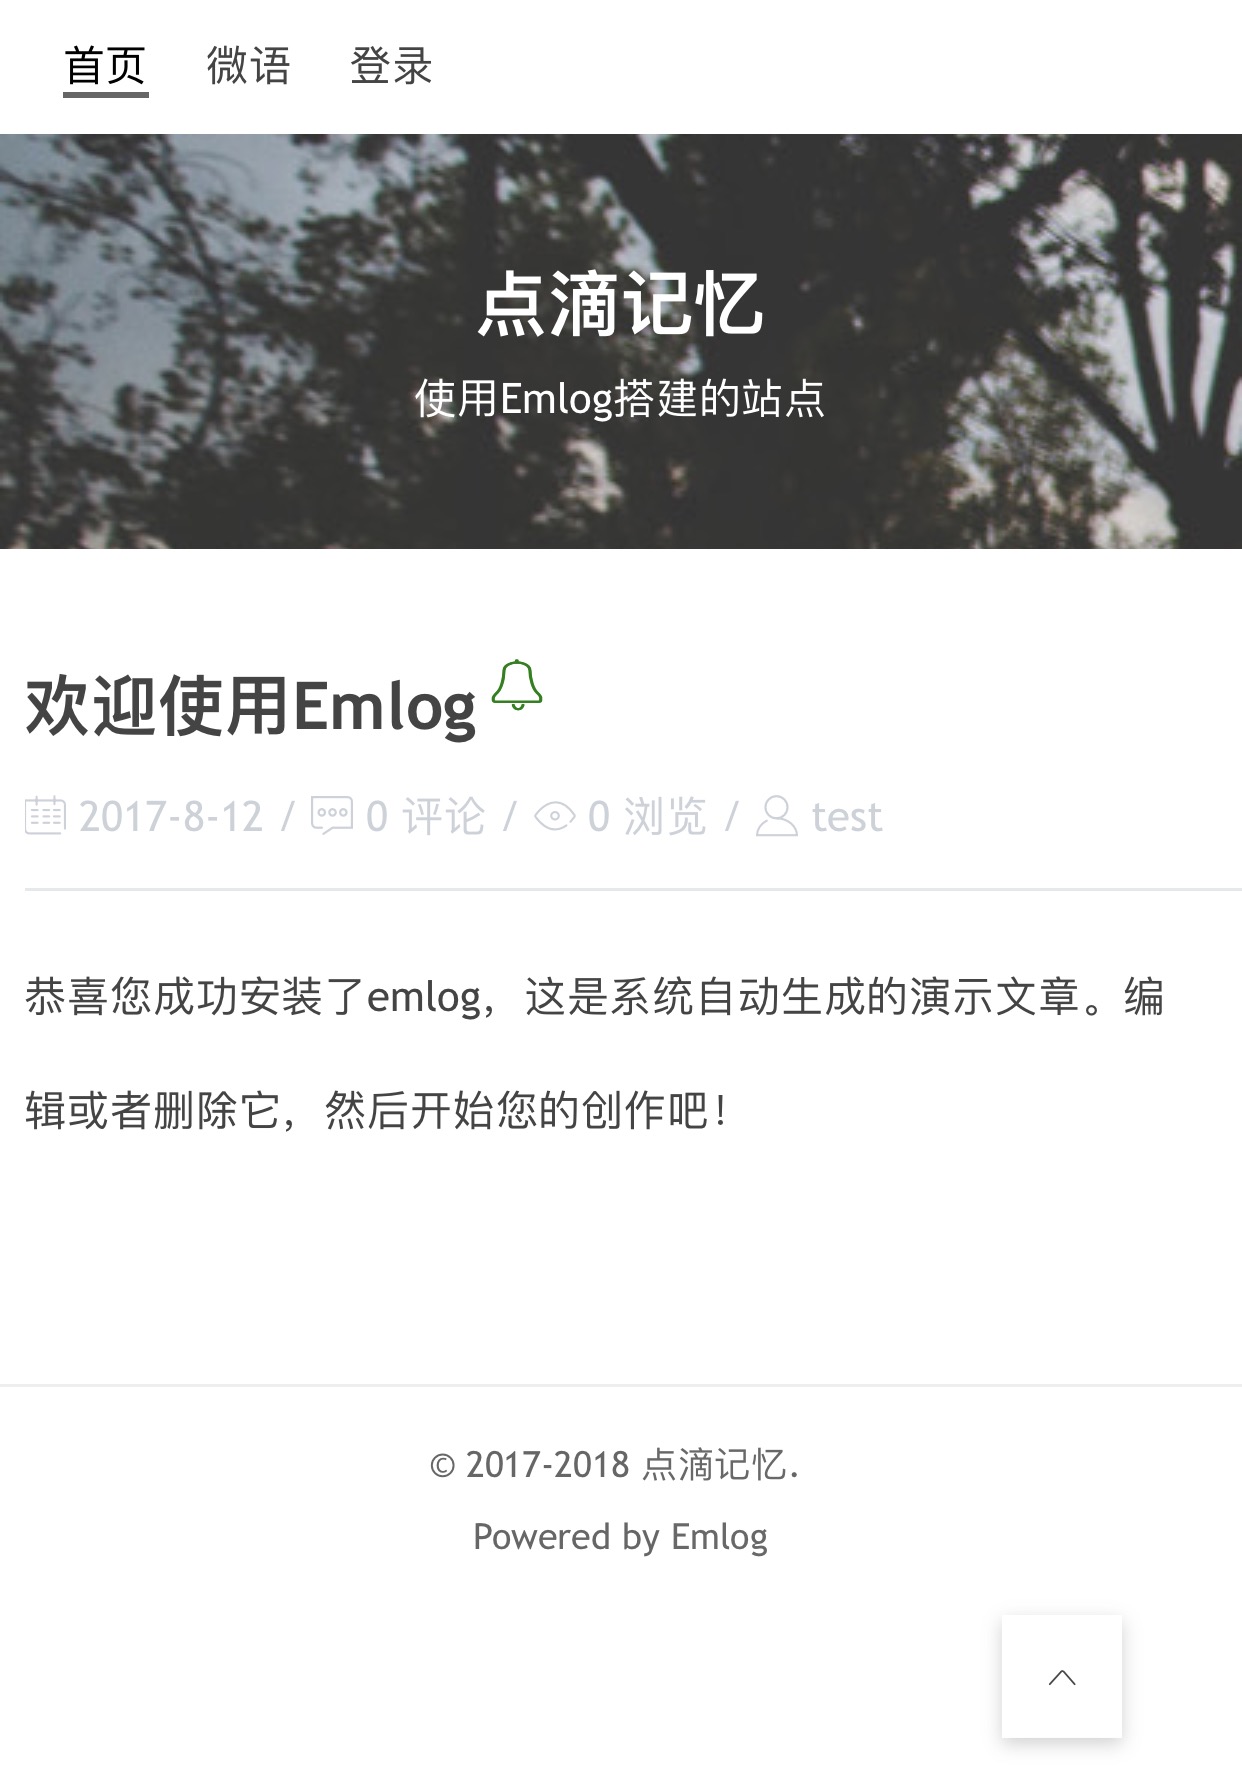 首页 微语 登录
点滴记忆
使用Emlog搭建的站点
欢迎使用Emlog
2017-8-12 / 0 评论 / 0 浏览 / test
恭喜您成功安装了emlog，这是系统自动生成的演示文章。编
辑或者删除它，然后开始您的创作吧！
© 2017-2018 点滴记忆.
Powered by Emlog